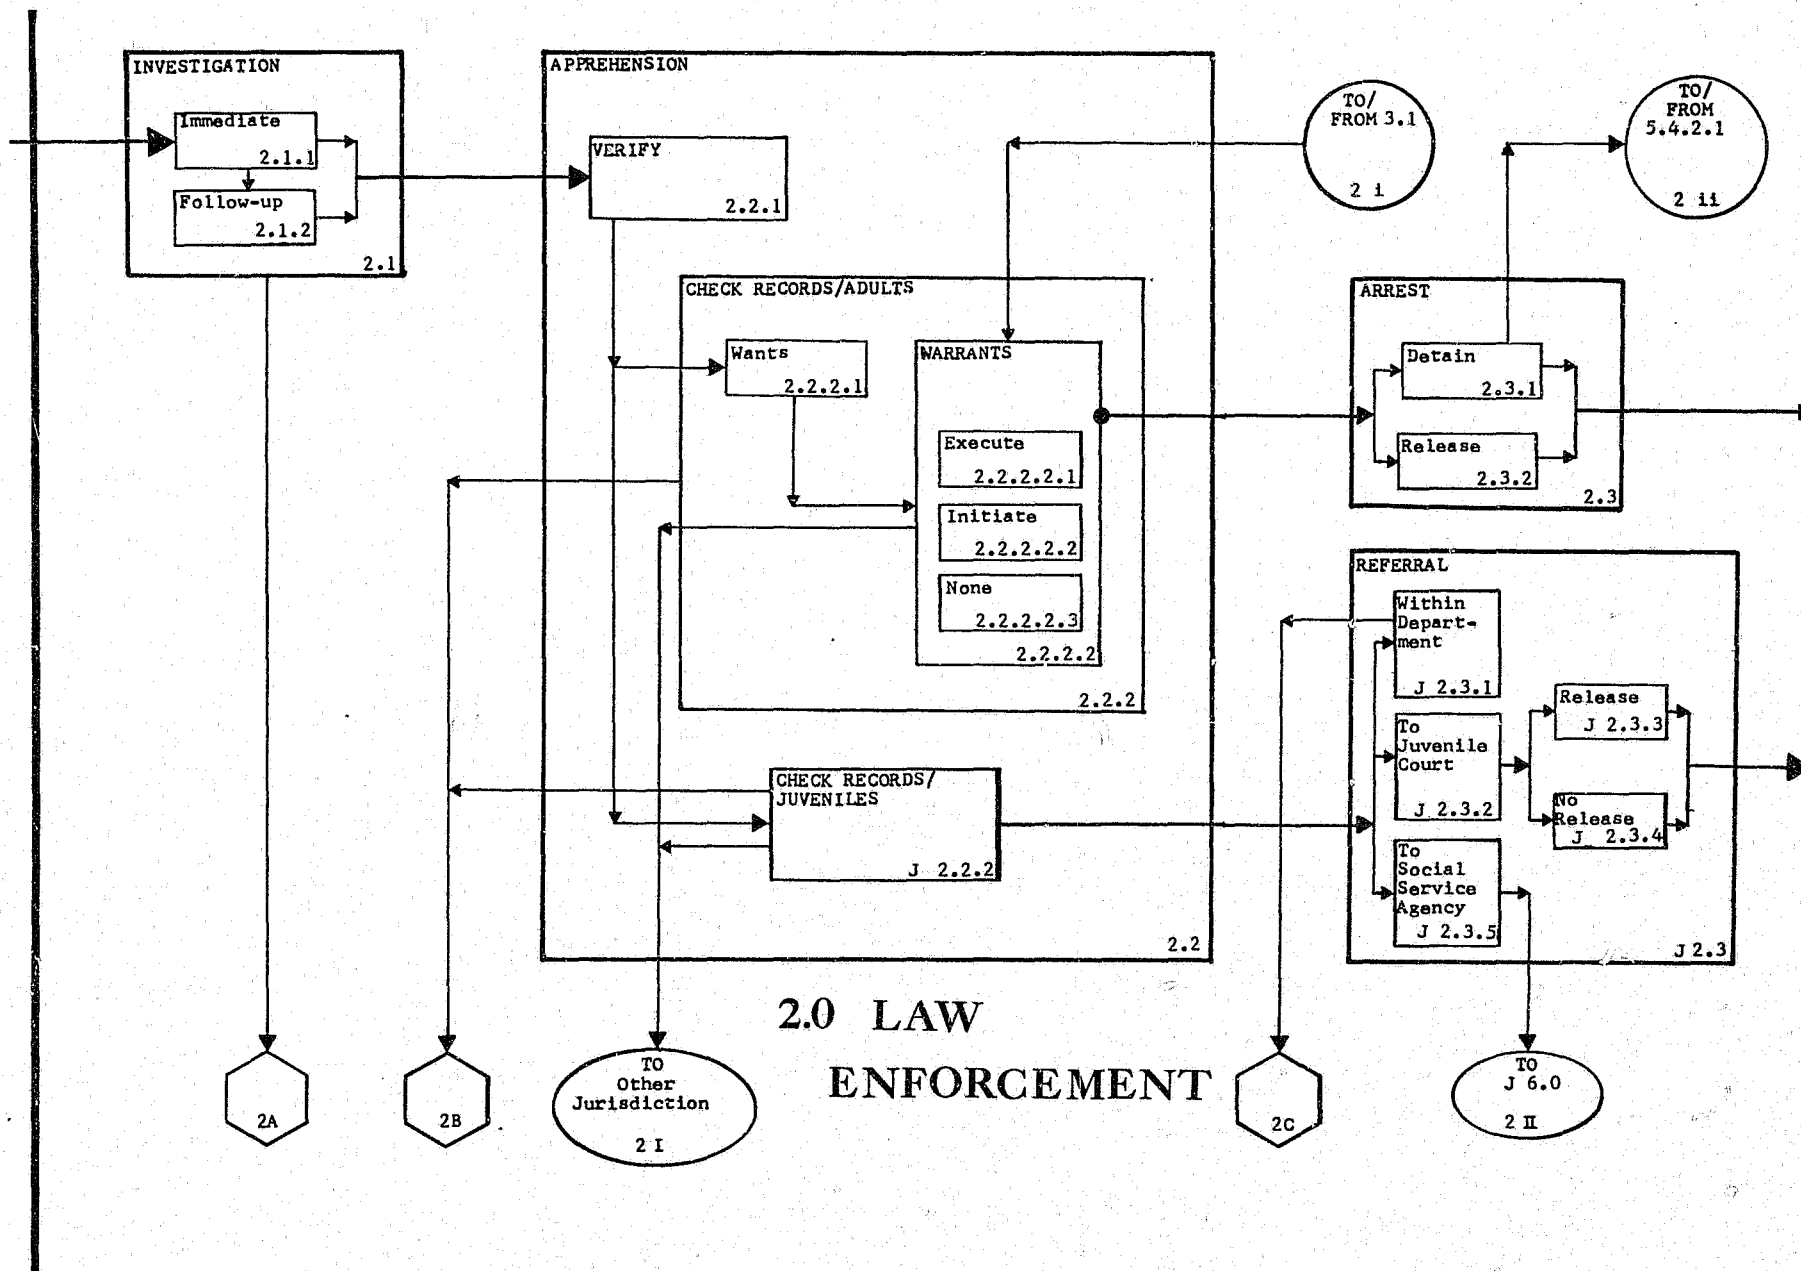 INVESTIGATION
Immediate
2.1.1
Follow-up
2.1.2
2.1
APPREHENSION
VERIFY
2.2.1
CHECK RECORDS/ADULTS
Wants
2.2.2.1
WARRANTS
Execute
2.2.2.2.1
Initiate
2.2.2.2.2
None
2.2.2.2.3
2.2.2.2
2.2.2
CHECK RECORDS/
JUVENILES
J 2.2.2
2.2
TO/
FROM 3.1
2 i
TO/
FROM
5.4.2.1
2 ii
ARREST
Detain
2.3.1
Release
2.3.2
2.3
REFERRAL
Within
Depart-
ment
J 2.3.1
To
Juvenile
Court
J 2.3.2
To
Social
Service
Agency
J 2.3.5
Release
J 2.3.3
No
Release
J 2.3.4
J 2.3
2.0 LAW
ENFORCEMENT
2A
2B
TO
Other
Jurisdiction
2 I
2C
TO
J 6.0
2 II